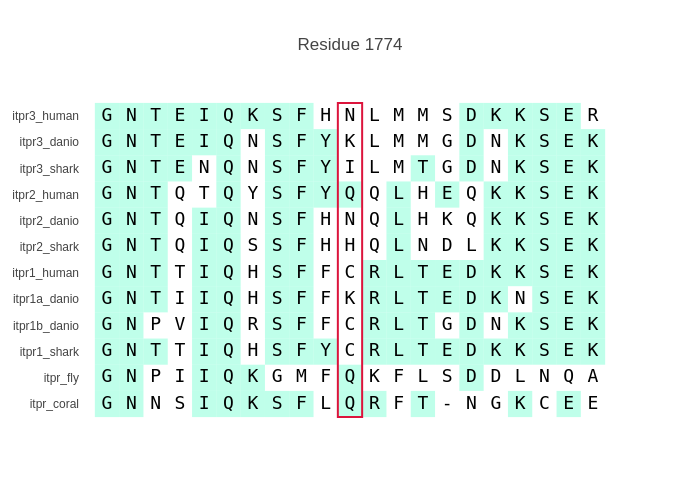 Residue 1774
itpr3_human G N T E I Q K S F H N L M M S D K K S E R
itpr3_danio G N T E I Q N S F Y K L M M G D N K S E K
itpr3_shark G N T E N Q N S F Y I L M T G D N K S E K
itpr2_human G N T Q T Q Y S F Y Q Q L H E Q K K S E K
itpr2_danio G N T Q I Q N S F H N Q L H K Q K K S E K
itpr2_shark G N T Q I Q S S F H H Q L N D L K K S E K
itpr1_human G N T T I Q H S F F C R L T E D K K S E K
itpr1a_danio G N T I I Q H S F F K R L T E D K N S E K
itpr1b_danio G N P V I Q R S F F C R L T G D N K S E K
itpr1_shark G N T T I Q H S F Y C R L T E D K K S E K
itpr_fly G N P I I Q K G M F Q K F L S D D L N Q A
itpr_coral G N N S I Q K S F L Q R F T - N G K C E E